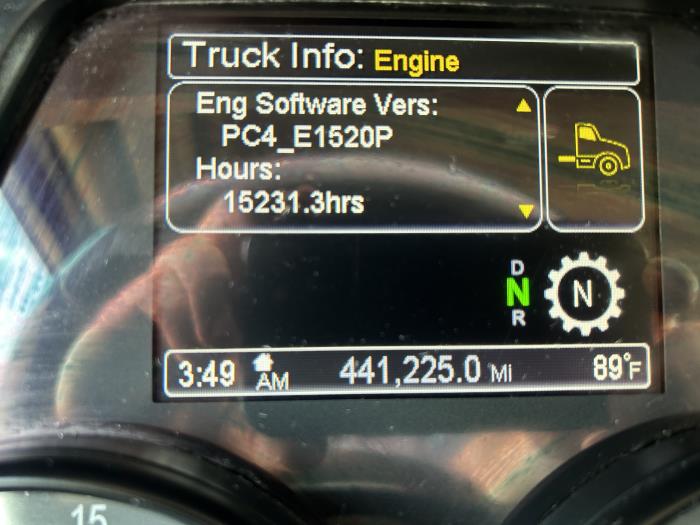 Truck Info: Engine
Eng Software Vers:
PC4_E1520P
Hours:
15231.3hrs
D
N
R
N
3:49 AM 441,225.0 Mi 89°F
15